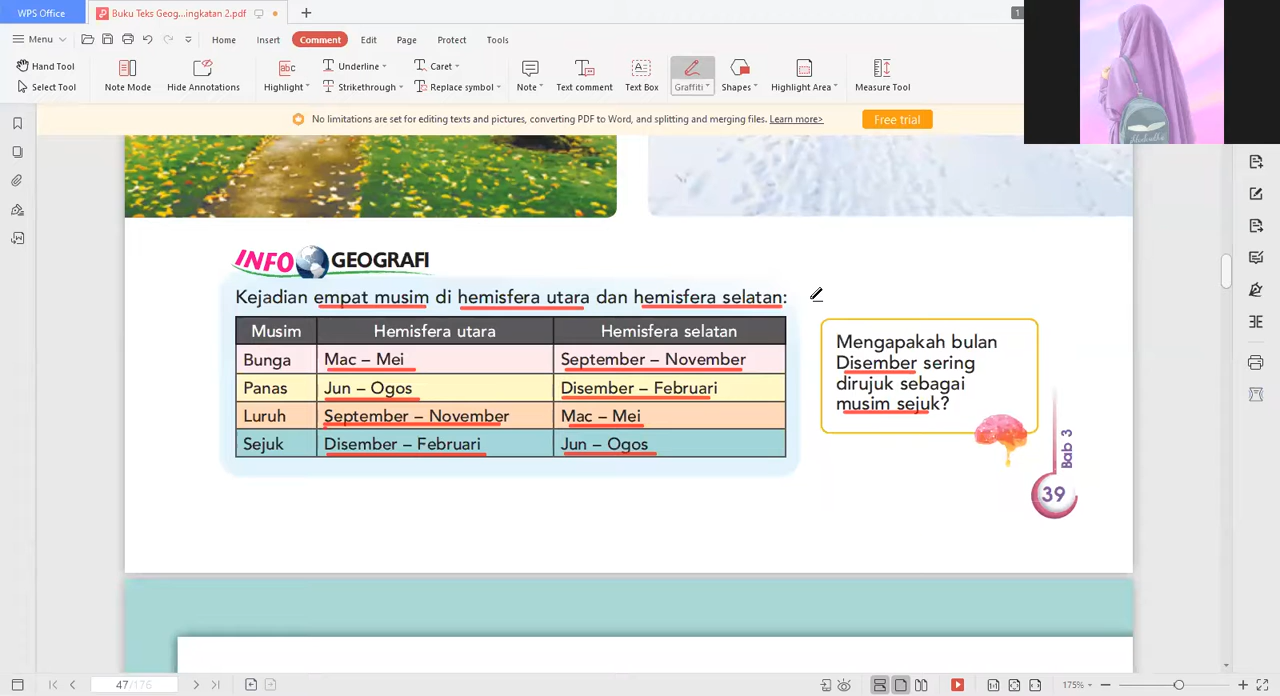 WPS Office
Buku Teks Geog...ingkatan 2.pdf
1
Menu
Home
Insert
Comment
Edit
Page
Protect
Tools
Hand Tool
Select Tool
Note Mode
Hide Annotations
abc
Highlight
Underline
Strikethrough
Caret
Replace symbol
Note
Text comment
Text Box
Graffiti
Shapes
Highlight Area
Measure Tool
No limitations are set for editing texts and pictures, converting PDF to Word, and splitting and merging files. Learn more>
Free trial
INFO GEOGRAFI
Kejadian empat musim di hemisfera utara dan hemisfera selatan:
Musim Hemisfera utara Hemisfera selatan
Bunga Mac – Mei September – November
Panas Jun – Ogos Disember – Februari
Luruh September – November Mac – Mei
Sejuk Disember – Februari Jun – Ogos
Mengapakah bulan
Disember sering
dirujuk sebagai
musim sejuk?
Bab 3
39
47/176
175%